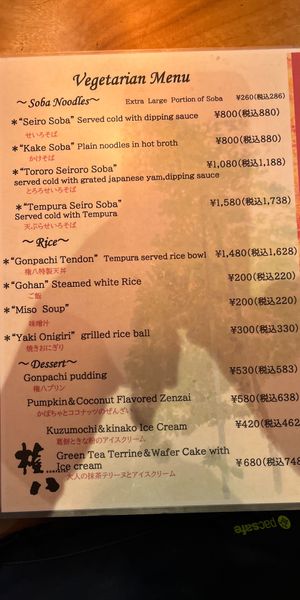 Vegetarian Menu
～Soba Noodles～ Extra Large Portion of Soba ¥260(税込286)
＊"Seiro Soba" Served cold with dipping sauce ¥800(税込880)
せいろそば
＊"Kake Soba" Plain noodles in hot broth ¥800(税込880)
かけそば
＊"Tororo Seiroro Soba" ¥1,080(税込1,188)
served cold with grated japanese yam,dipping sauce
とろろせいろそば
＊"Tempura Seiro Soba" ¥1,580(税込1,738)
Served cold with Tempura
天ぷらせいろそば
～Rice～
＊"Gonpachi Tendon" Tempura served rice bowl ¥1,480(税込1,628)
権八特製天丼
＊"Gohan" Steamed white Rice ¥200(税込220)
ご飯
＊"Miso Soup" ¥200(税込220)
味噌汁
＊"Yaki Onigiri" grilled rice ball ¥300(税込330)
焼きおにぎり
～Dessert～
Gonpachi pudding ¥530(税込583)
権八プリン
Pumpkin＆Coconut Flavored Zenzai ¥580(税込638)
かぼちゃとココナッツのぜんざい
Kuzumochi＆kinako Ice Cream ¥420(税込462
葛餅ときな粉のアイスクリーム
Green Tea Terrine＆Wafer Cake with
Ice cream ¥680(税込748
大人の抹茶テリーヌとアイスクリーム
権八
pacsafe